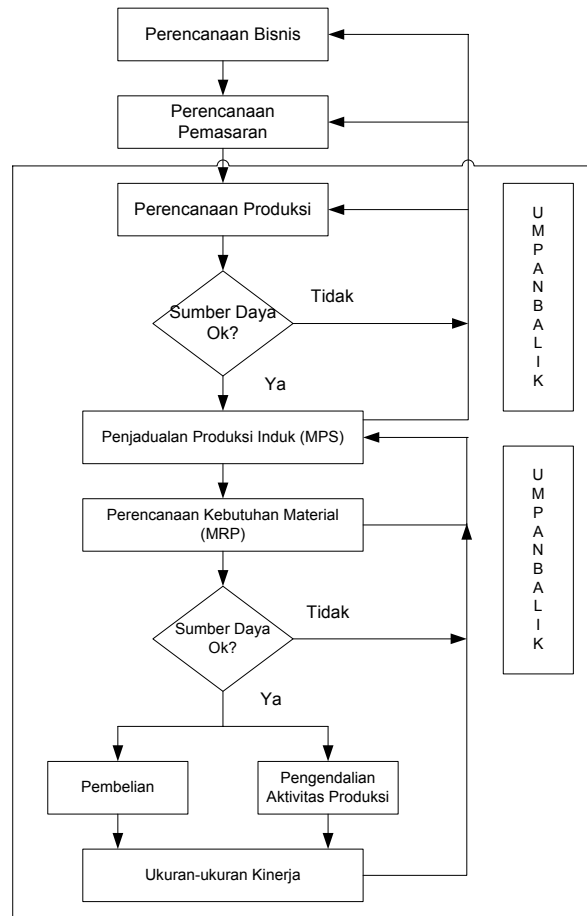 Perencanaan Bisnis
Perencanaan
Pemasaran
Perencanaan Produksi
Sumber Daya
Ok?
Tidak
Ya
Penjadualan Produksi Induk (MPS)
Perencanaan Kebutuhan Material
(MRP)
Sumber Daya
Ok?
Tidak
Ya
Pembelian
Pengendalian
Aktivitas Produksi
Ukuran-ukuran Kinerja
U
M
P
A
N
B
A
L
I
K
U
M
P
A
N
B
A
L
I
K